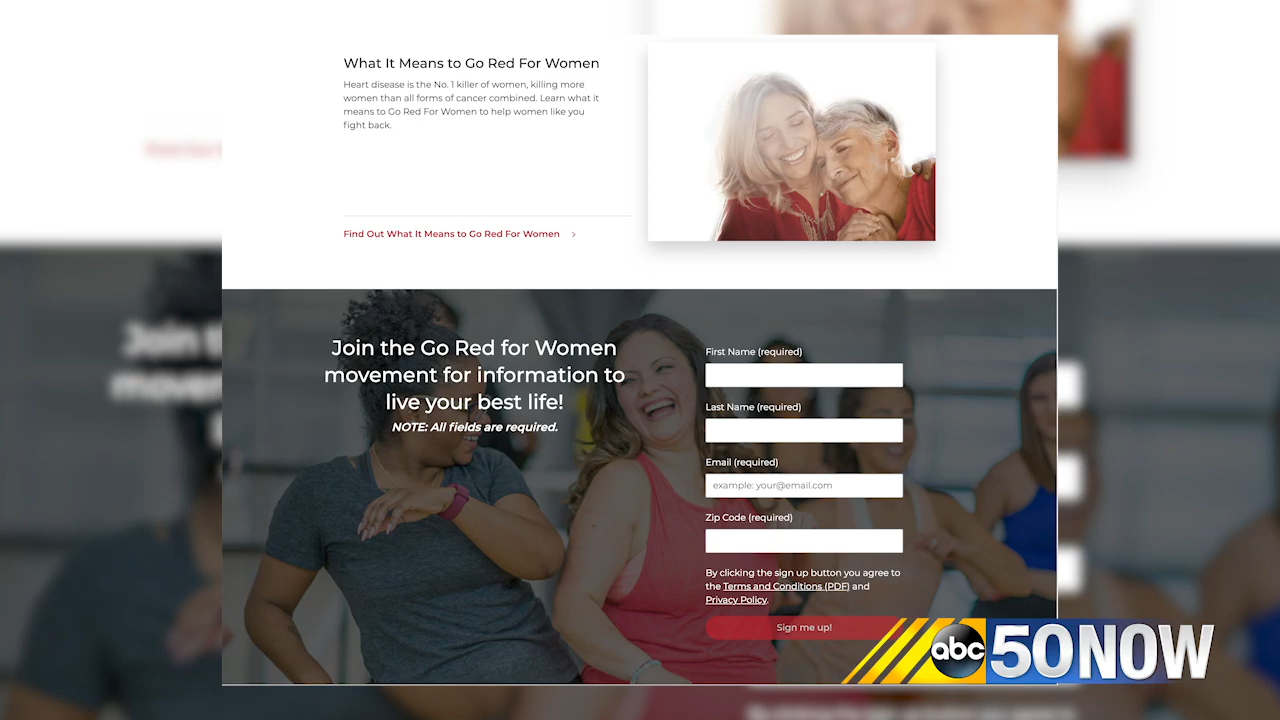 What It Means to Go Red For Women
Heart disease is the No. 1 killer of women, killing more
women than all forms of cancer combined. Learn what it
means to Go Red For Women to help women like you
fight back.
Find Out What It Means to Go Red For Women >
Join the Go Red for Women
movement for information to
live your best life!
NOTE: All fields are required.
First Name (required)
Last Name (required)
Email (required)
example: your@email.com
Zip Code (required)
By clicking the sign up button you agree to
the Terms and Conditions (PDF) and
Privacy Policy.
Sign me up!
abc 50NOW
Join the